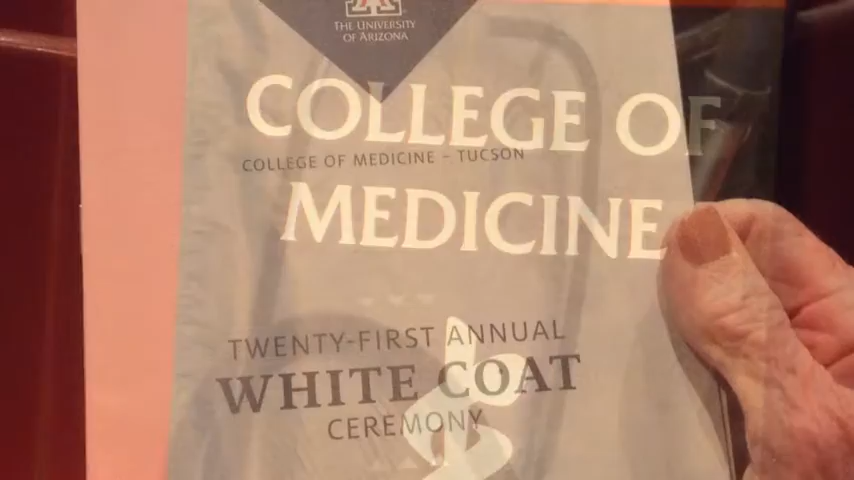 THE UNIVERSITY
OF ARIZONA
COLLEGE OF
COLLEGE OF MEDICINE – TUCSON
MEDICINE
TWENTY-FIRST ANNUAL
WHITE COAT
CEREMONY